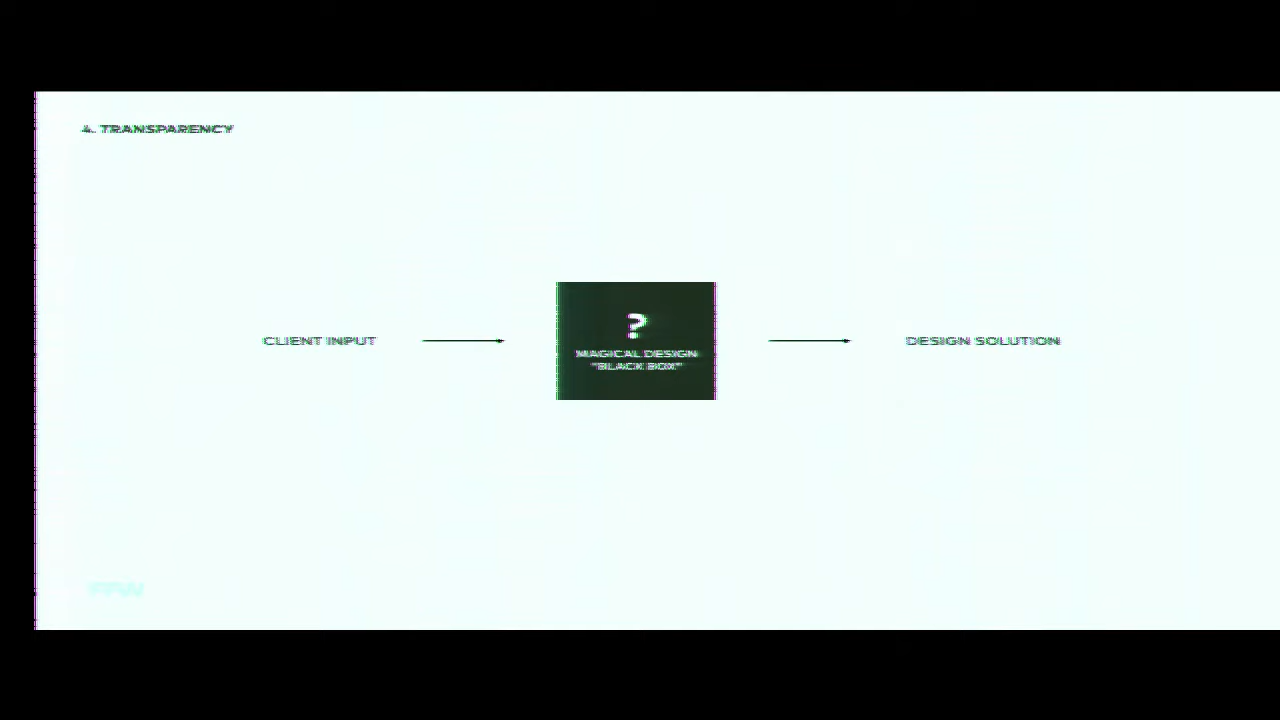 4. TRANSPARENCY
CLIENT INPUT
?
MAGICAL DESIGN
"BLACK BOX"
DESIGN SOLUTION